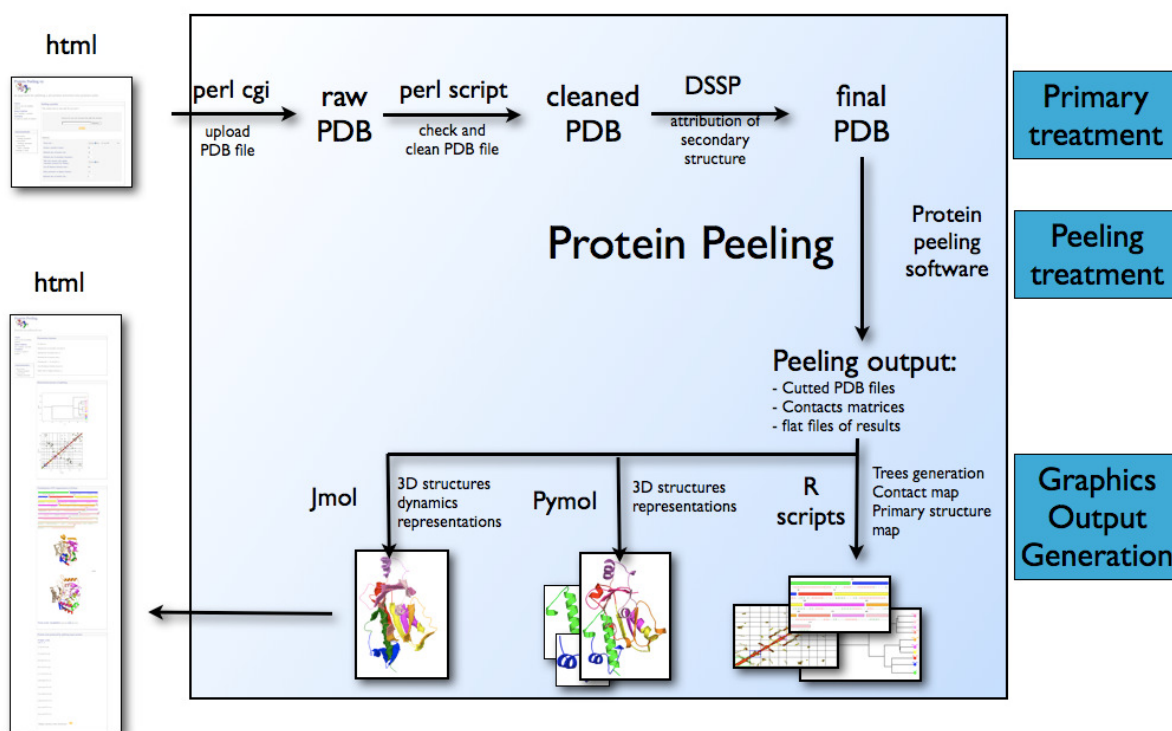 html
perl cgi
upload
PDB file
raw
PDB
perl script
check and
clean PDB file
cleaned
PDB
DSSP
attribution of
secondary
structure
final
PDB
Primary
treatment
Protein Peeling
Protein
peeling
software
Peeling
treatment
html
Peeling output:
- Cutted PDB files
- Contacts matrices
- flat files of results
Jmol
3D structures
dynamics
representations
Pymol
3D structures
representations
R
scripts
Trees generation
Contact map
Primary structure
map
Graphics
Output
Generation